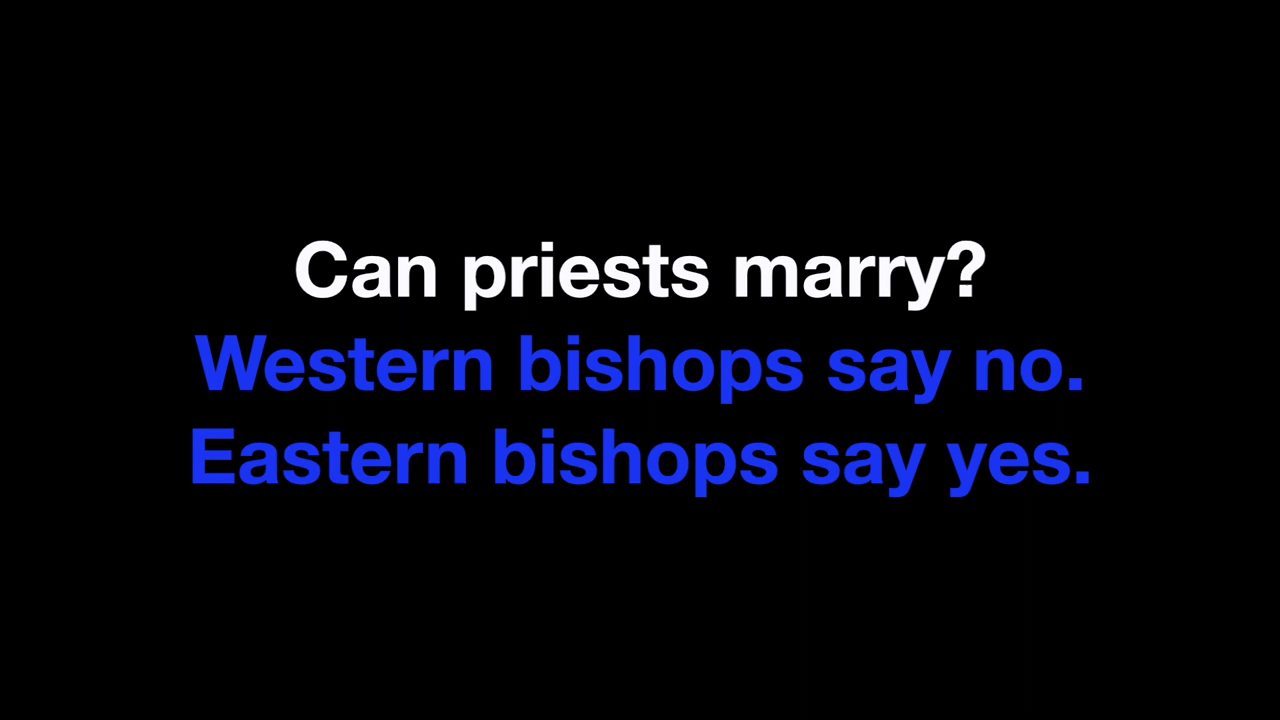 Can priests marry?
Western bishops say no.
Eastern bishops say yes.